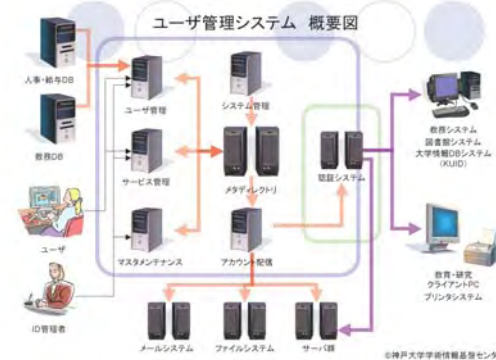 ユーザ管理システム 概要図
人事・給与DB
ユーザ管理
システム管理
教務システム
図書館システム
大学情報DBシステム
(KUID)
教務DB
サービス管理
メタディレクトリ
認証システム
ユーザ
マスタメンテナンス
アカウント配信
教育・研究
クライアントPC
プリンタシステム
ID管理者
メールシステム
ファイルシステム
サーバ群
©神戸大学学術情報基盤セン